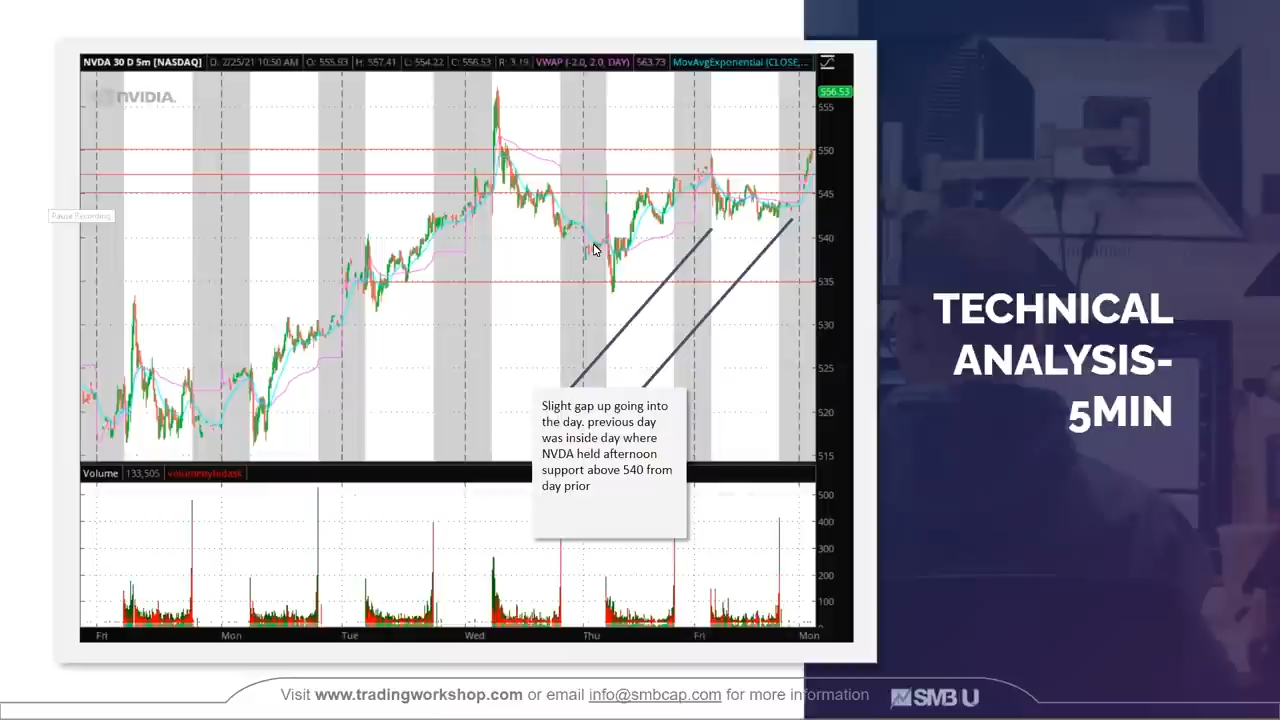 NVDA 30 D 5m [NASDAQ] D: 2/25/21 10:50 AM O: 555.93 H: 557.41 L: 554.22 C: 556.53 R: 3.19 VWAP (-2.0, 2.0, DAY) 563.73 MovAvgExponential (CLOSE,...
NVIDIA.
556.53
555
550
545
540
535
530
525
520
515
Pause Recording
Slight gap up going into
the day. previous day
was inside day where
NVDA held afternoon
support above 540 from
day prior
Volume 133,505
500
400
300
200
100
0
Fri Mon Tue Wed Thu Fri Mon
TECHNICAL
ANALYSIS-
5MIN
Visit www.tradingworkshop.com or email info@smbcap.com for more information
SMB U